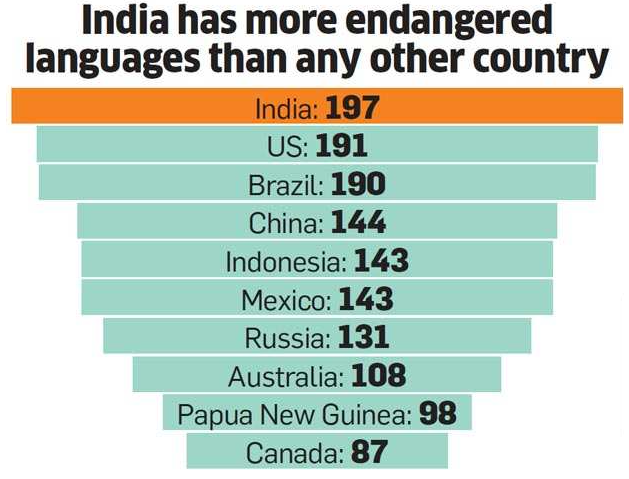 India has more endangered
languages than any other country
India: 197
US: 191
Brazil: 190
China: 144
Indonesia: 143
Mexico: 143
Russia: 131
Australia: 108
Papua New Guinea: 98
Canada: 87